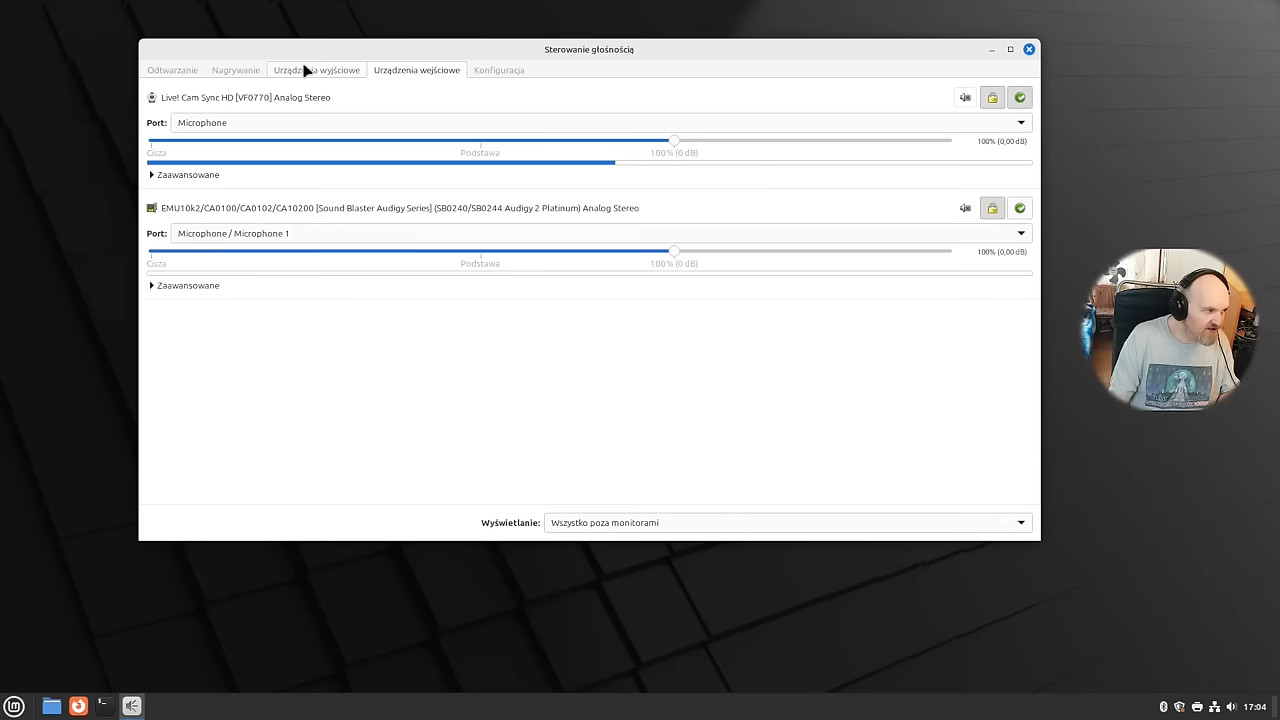 Sterowanie głośnością
Odtwarzanie Nagrywanie Urządzenia wyjściowe Urządzenia wejściowe Konfiguracja
Live! Cam Sync HD [VF0770] Analog Stereo
Port: Microphone
100% (0,00 dB)
Cisza Podstawa 100% (0 dB)
Zaawansowane
EMU10k2/CA0100/CA0102/CA10200 [Sound Blaster Audigy Series] (SB0240/SB0244 Audigy 2 Platinum) Analog Stereo
Port: Microphone / Microphone 1
100% (0,00 dB)
Cisza Podstawa 100% (0 dB)
Zaawansowane
Wyświetlanie: Wszystko poza monitorami
17:04